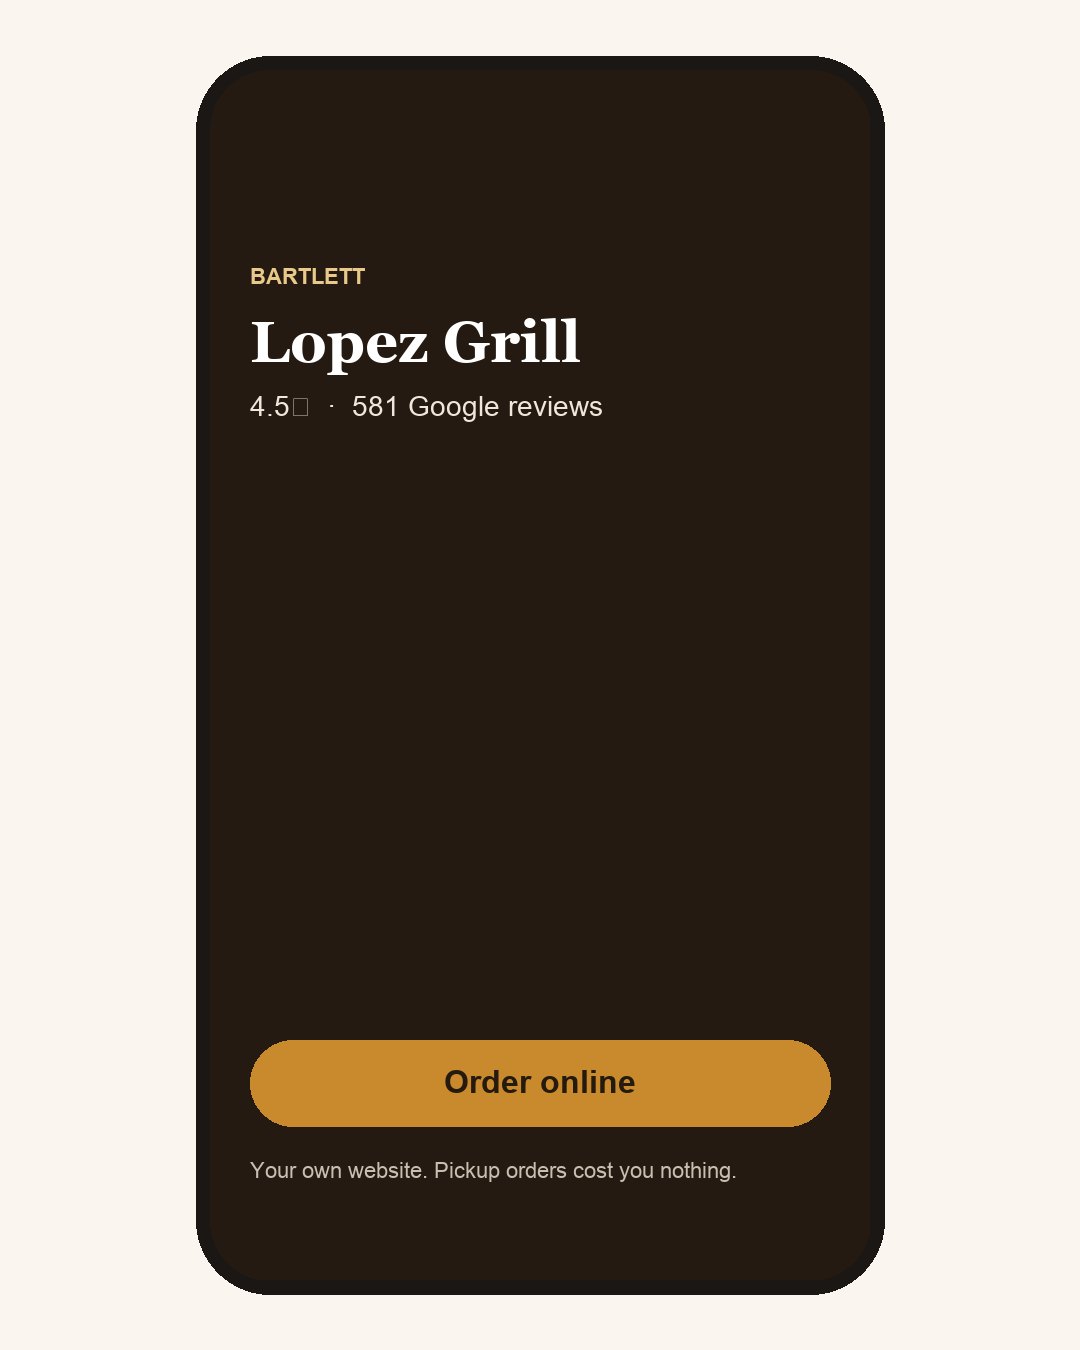 BARTLETT
Lopez Grill
4.5□ · 581 Google reviews
Order online
Your own website. Pickup orders cost you nothing.